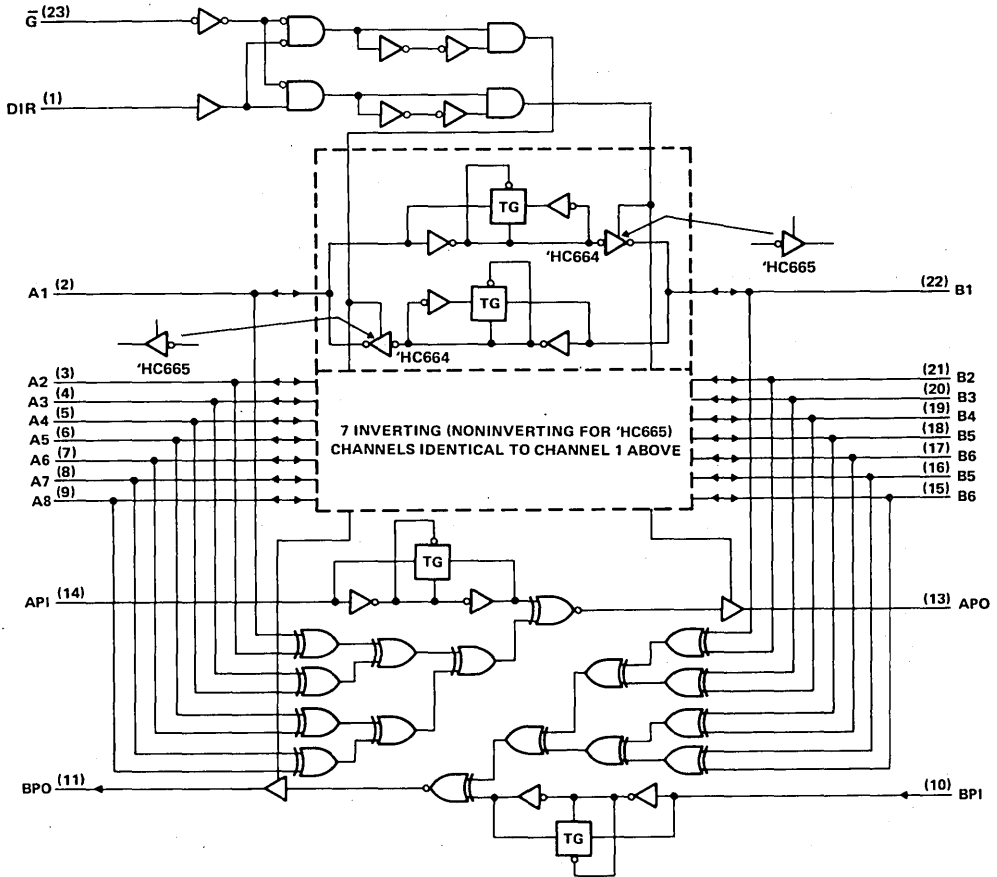 G̅ (23)
DIR (1)
TG
'HC664
'HC665
A1 (2)
(22) B1
TG
'HC664
'HC665
A2 (3)
A3 (4)
A4 (5)
A5 (6)
A6 (7)
A7 (8)
A8 (9)
7 INVERTING (NONINVERTING FOR 'HC665)
CHANNELS IDENTICAL TO CHANNEL 1 ABOVE
(21) B2
(20) B3
(19) B4
(18) B5
(17) B6
(16) B5
(15) B6
TG
API (14)
(13) APO
BPO (11)
(10) BPI
TG